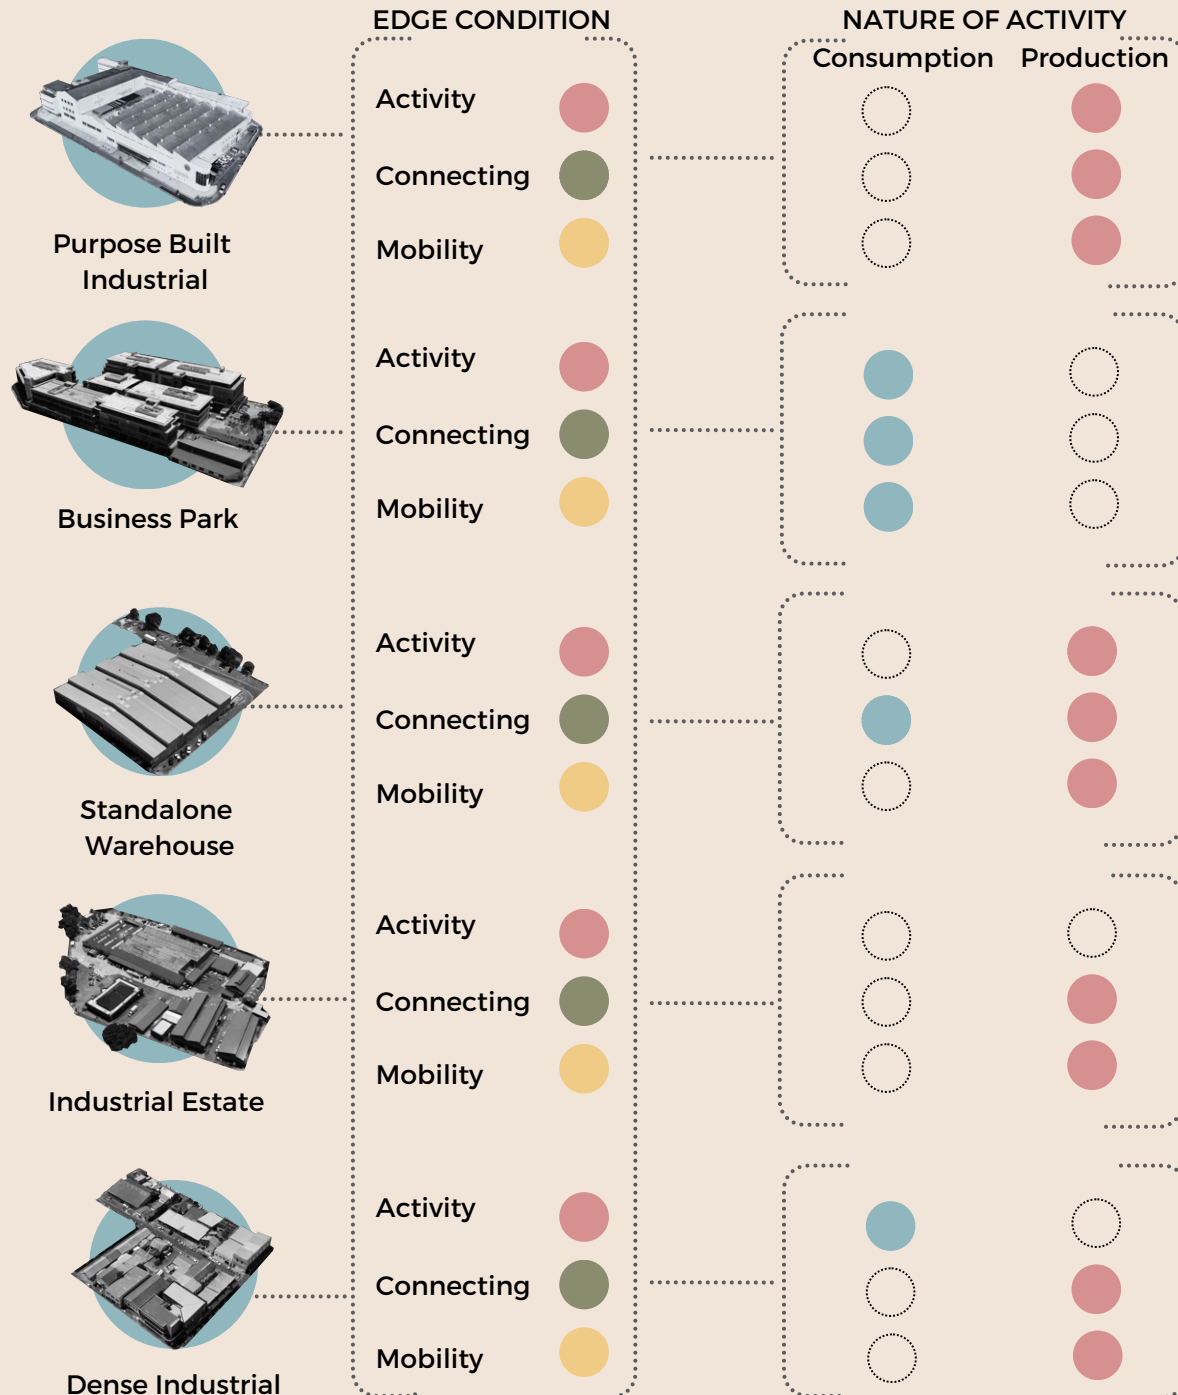 EDGE CONDITION
NATURE OF ACTIVITY
Consumption
Production
Activity
Connecting
Mobility
Purpose Built
Industrial
Activity
Connecting
Mobility
Business Park
Activity
Connecting
Mobility
Standalone
Warehouse
Activity
Connecting
Mobility
Industrial Estate
Activity
Connecting
Mobility
Dense Industrial